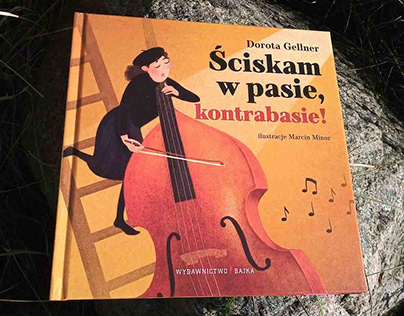 Dorota Gellner
Ściskam
w pasie,
kontrabasie!
ilustracje Marcin Minor
WYDAWNICTWO BAJKA